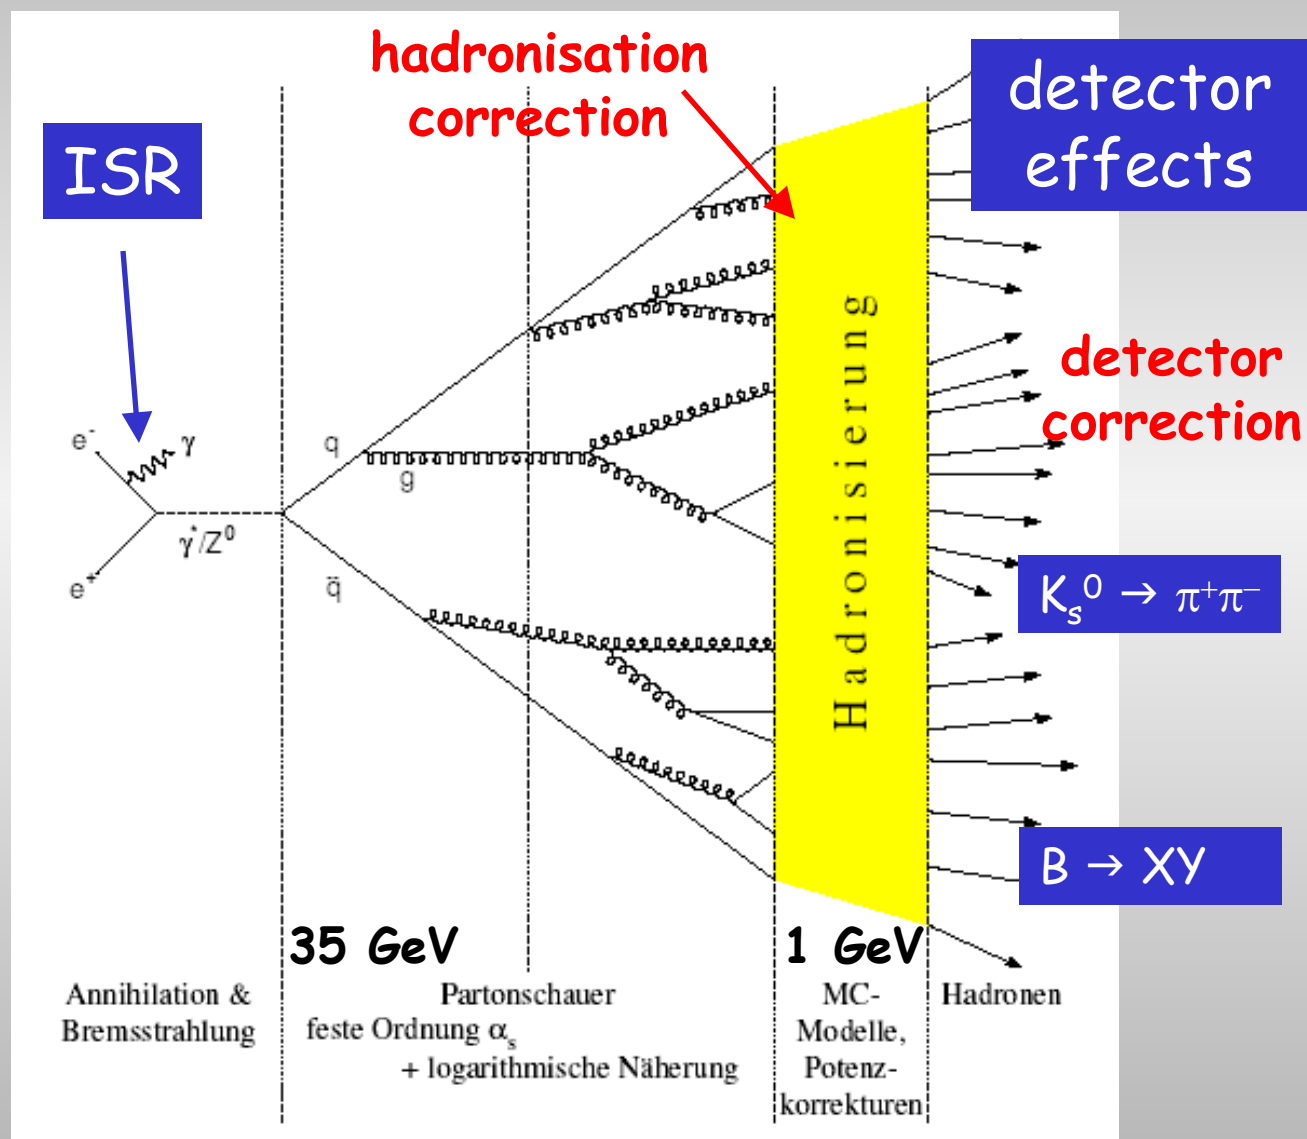 hadronisation
correction
detector
effects
ISR
detector
correction
e⁻
γ
γ*/Z⁰
e⁺
q
g
q̄
Hadronisierung
Kₛ⁰ → π⁺π⁻
B → XY
35 GeV
1 GeV
Annihilation &
Bremsstrahlung
Partonschauer
feste Ordnung αₛ
+ logarithmische Näherung
MC-
Modelle,
Potenz-
korrekturen
Hadronen